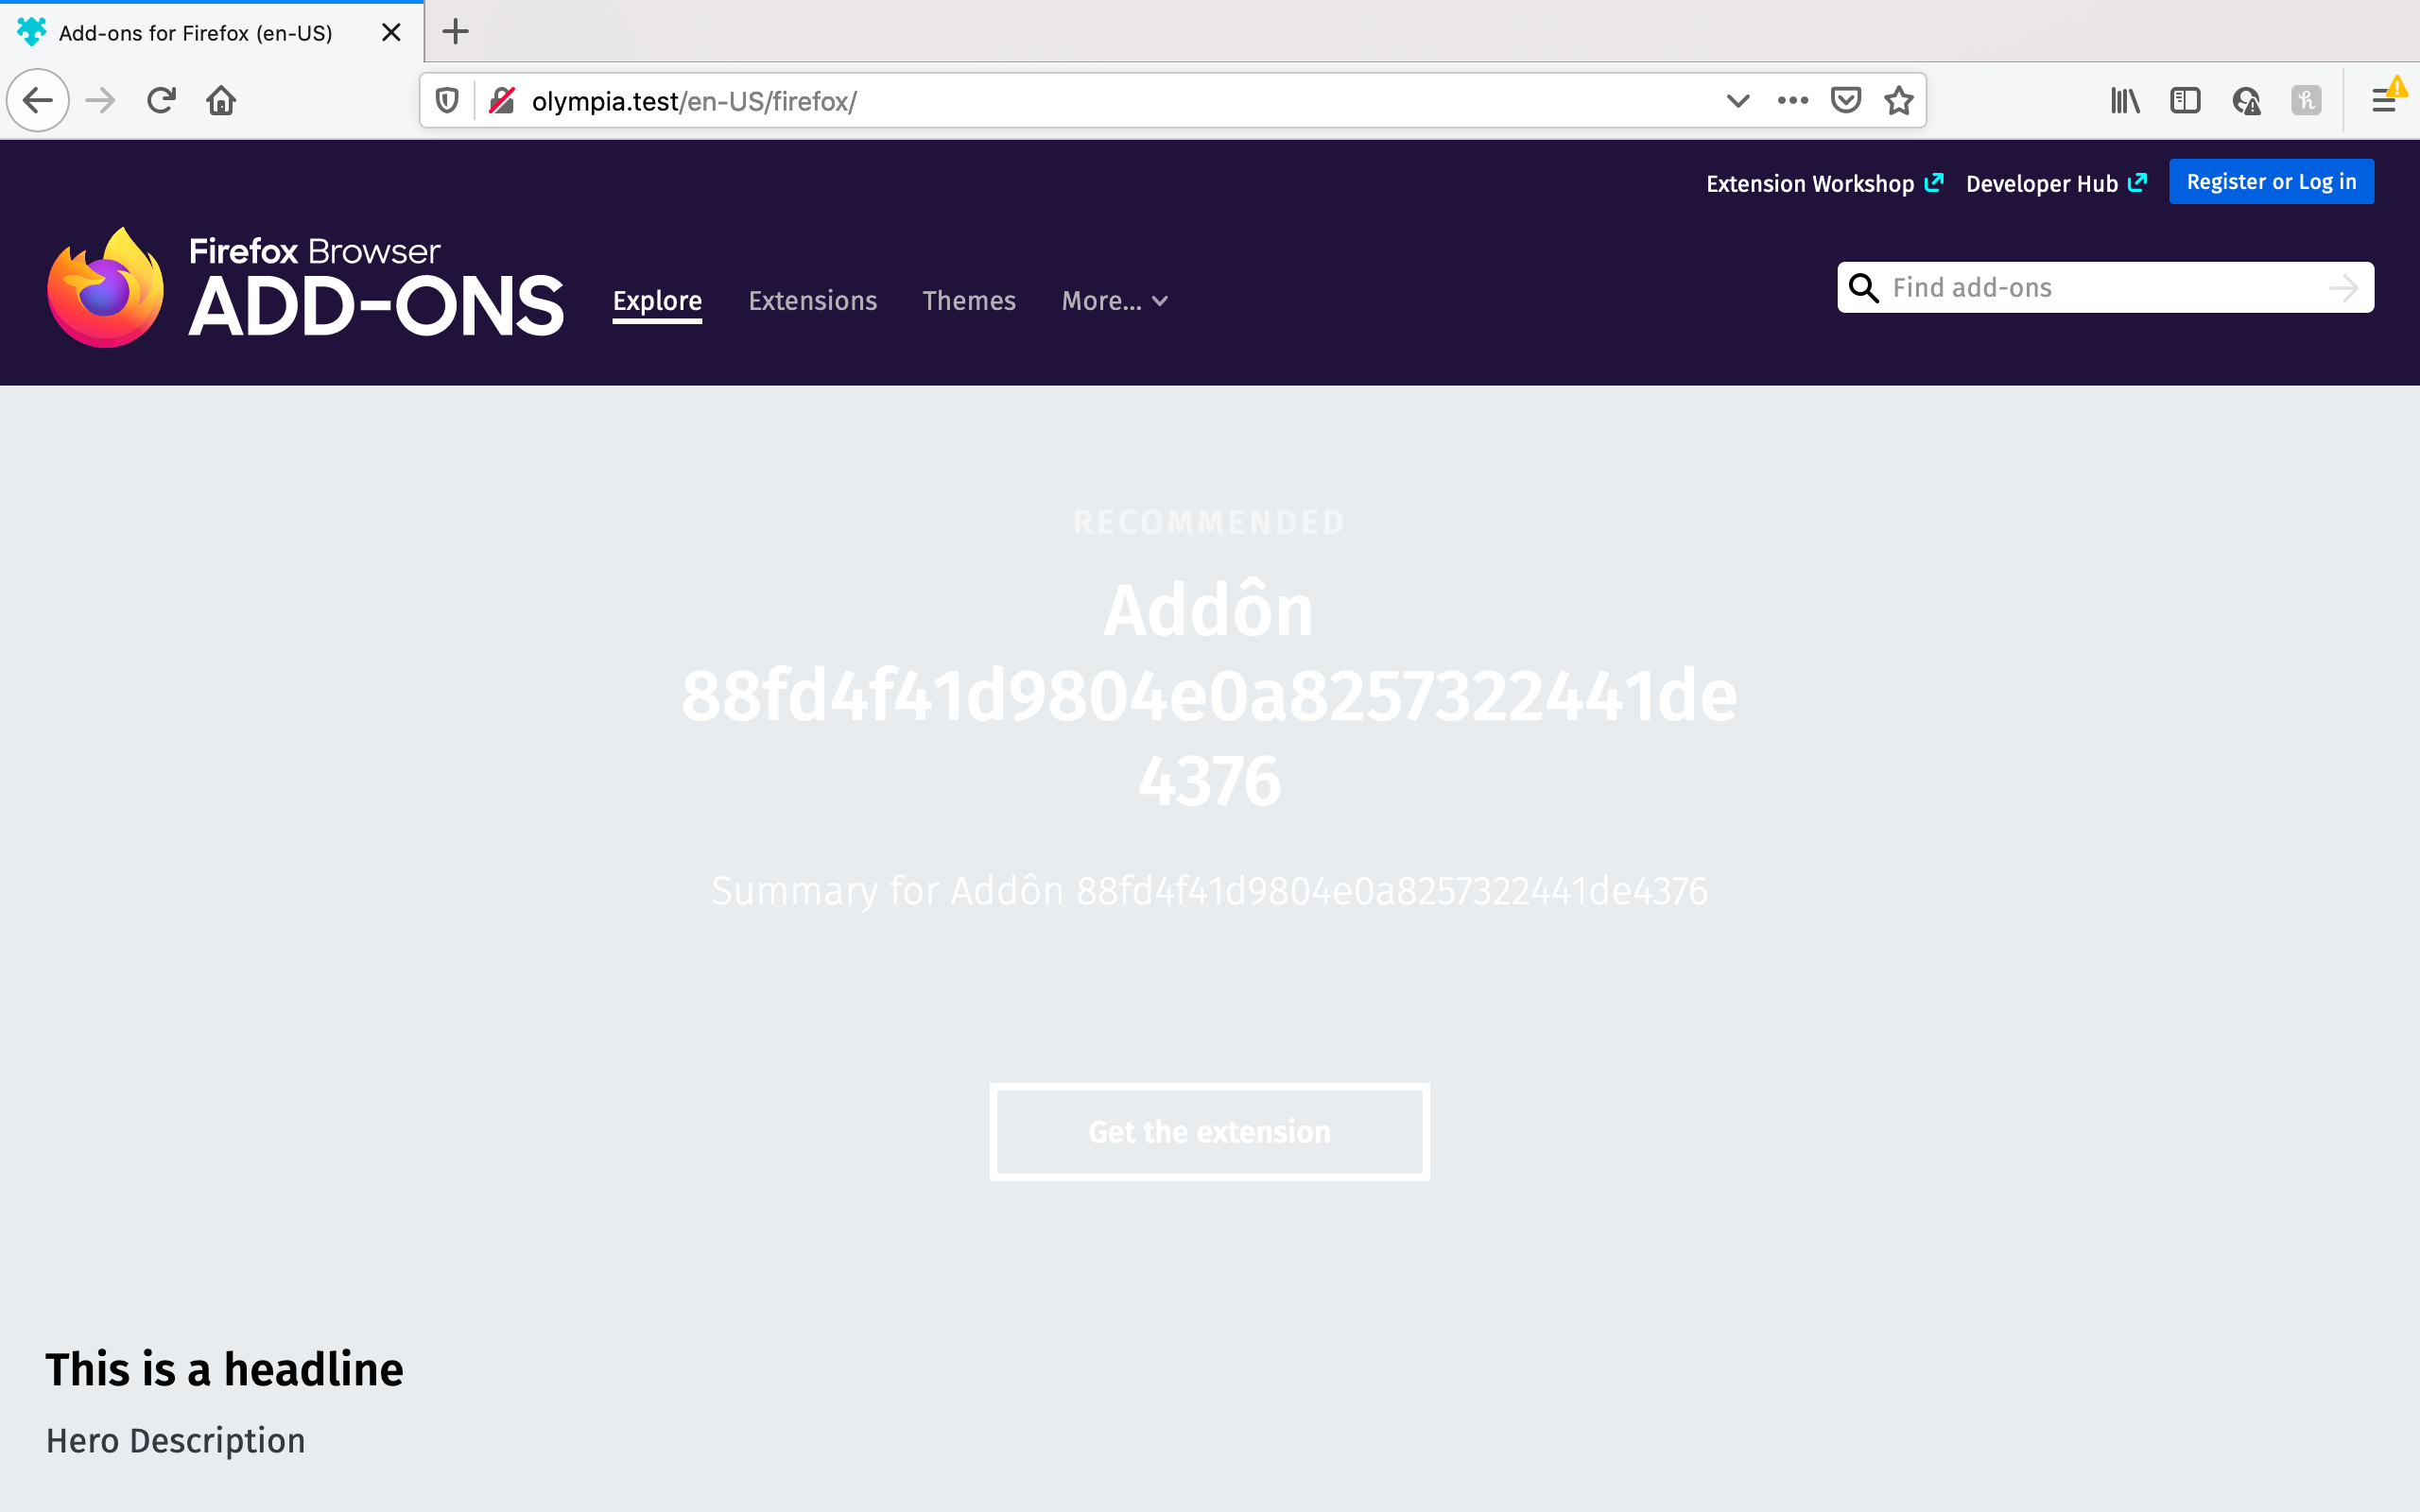 Add-ons for Firefox (en-US)
olympia.test/en-US/firefox/
Extension Workshop Developer Hub Register or Log in
Firefox Browser
ADD-ONS
Explore Extensions Themes More... Find add-ons
RECOMMENDED
Addôn
88fd4f41d9804e0a8257322441de
4376
Summary for Addôn 88fd4f41d9804e0a8257322441de4376
Get the extension
This is a headline
Hero Description